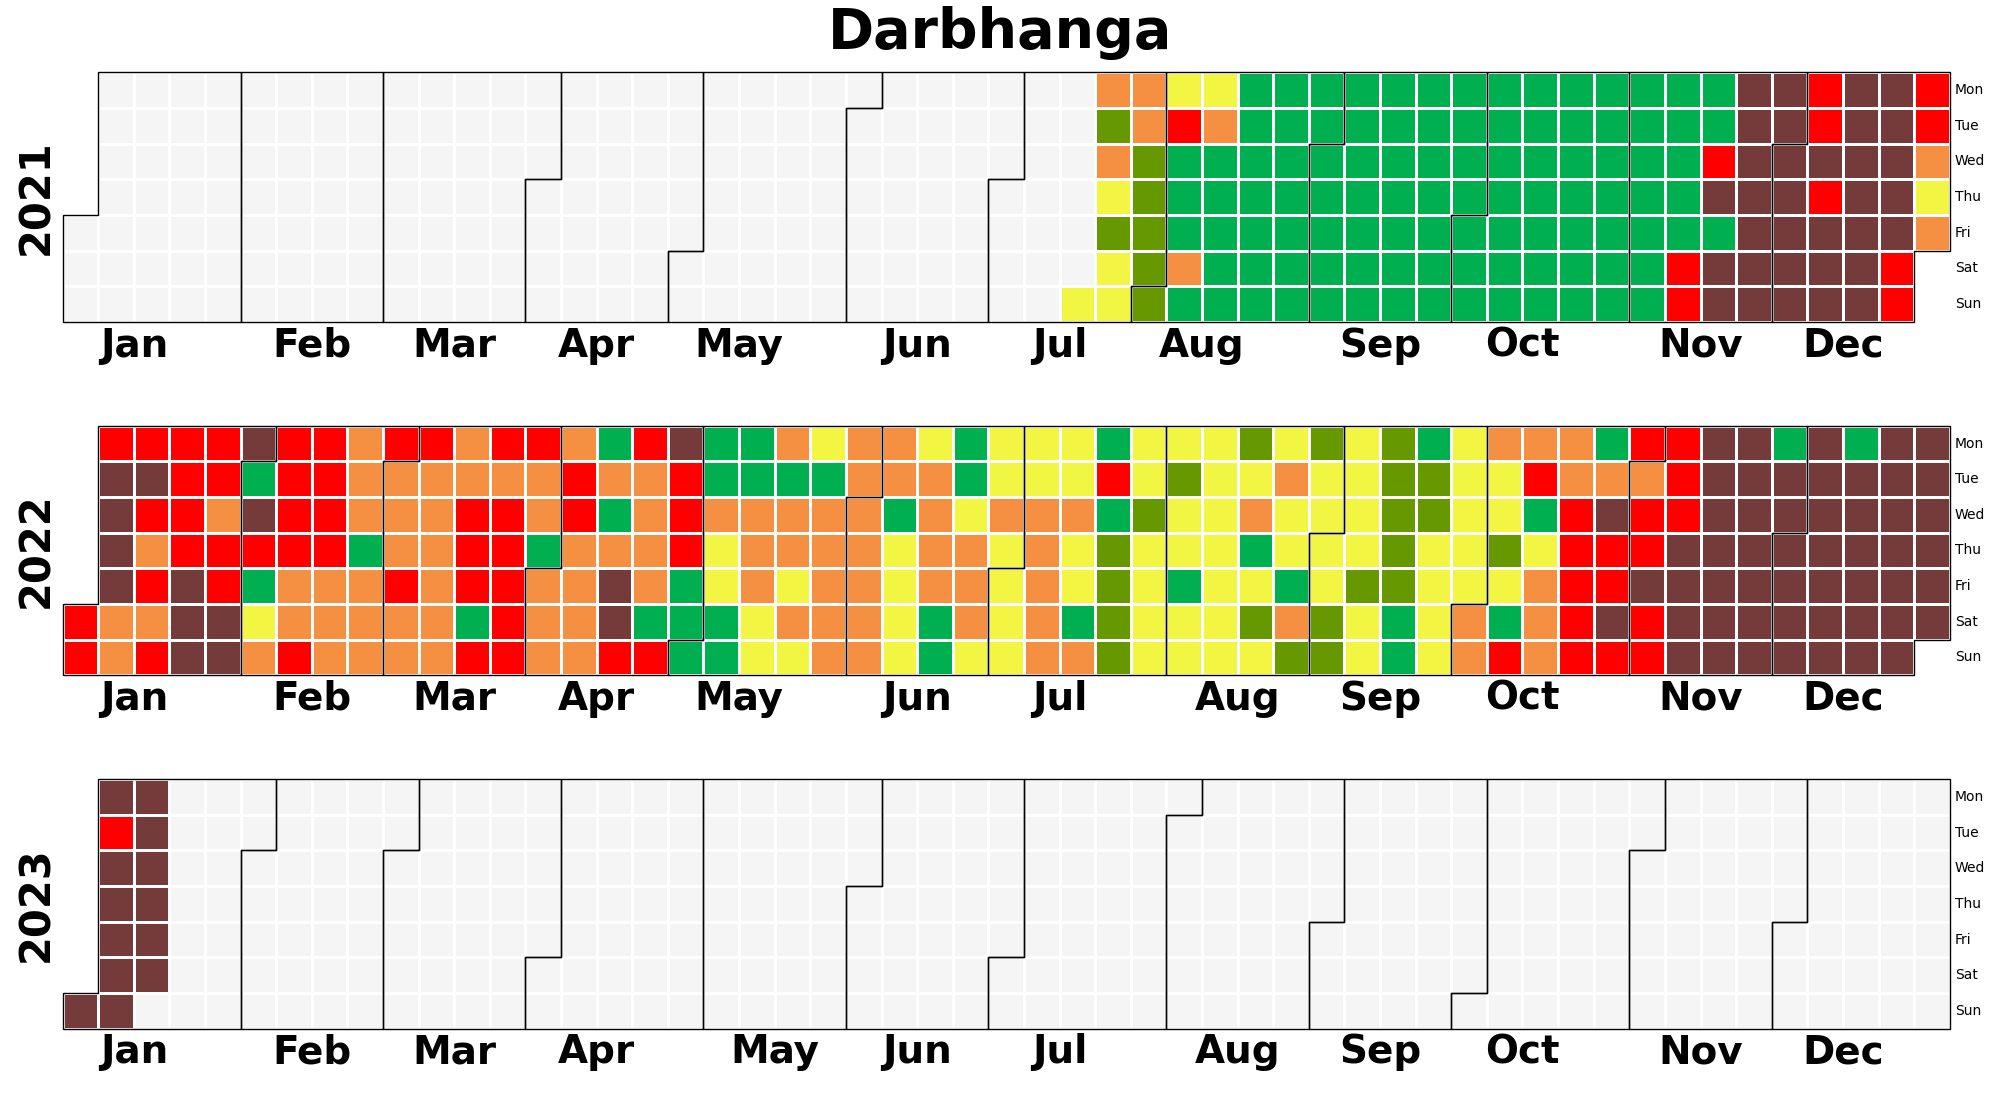 Darbhanga
2021
Mon
Tue
Wed
Thu
Fri
Sat
Sun
Jan Feb Mar Apr May Jun Jul Aug Sep Oct Nov Dec
2022
Mon
Tue
Wed
Thu
Fri
Sat
Sun
Jan Feb Mar Apr May Jun Jul Aug Sep Oct Nov Dec
2023
Mon
Tue
Wed
Thu
Fri
Sat
Sun
Jan Feb Mar Apr May Jun Jul Aug Sep Oct Nov Dec